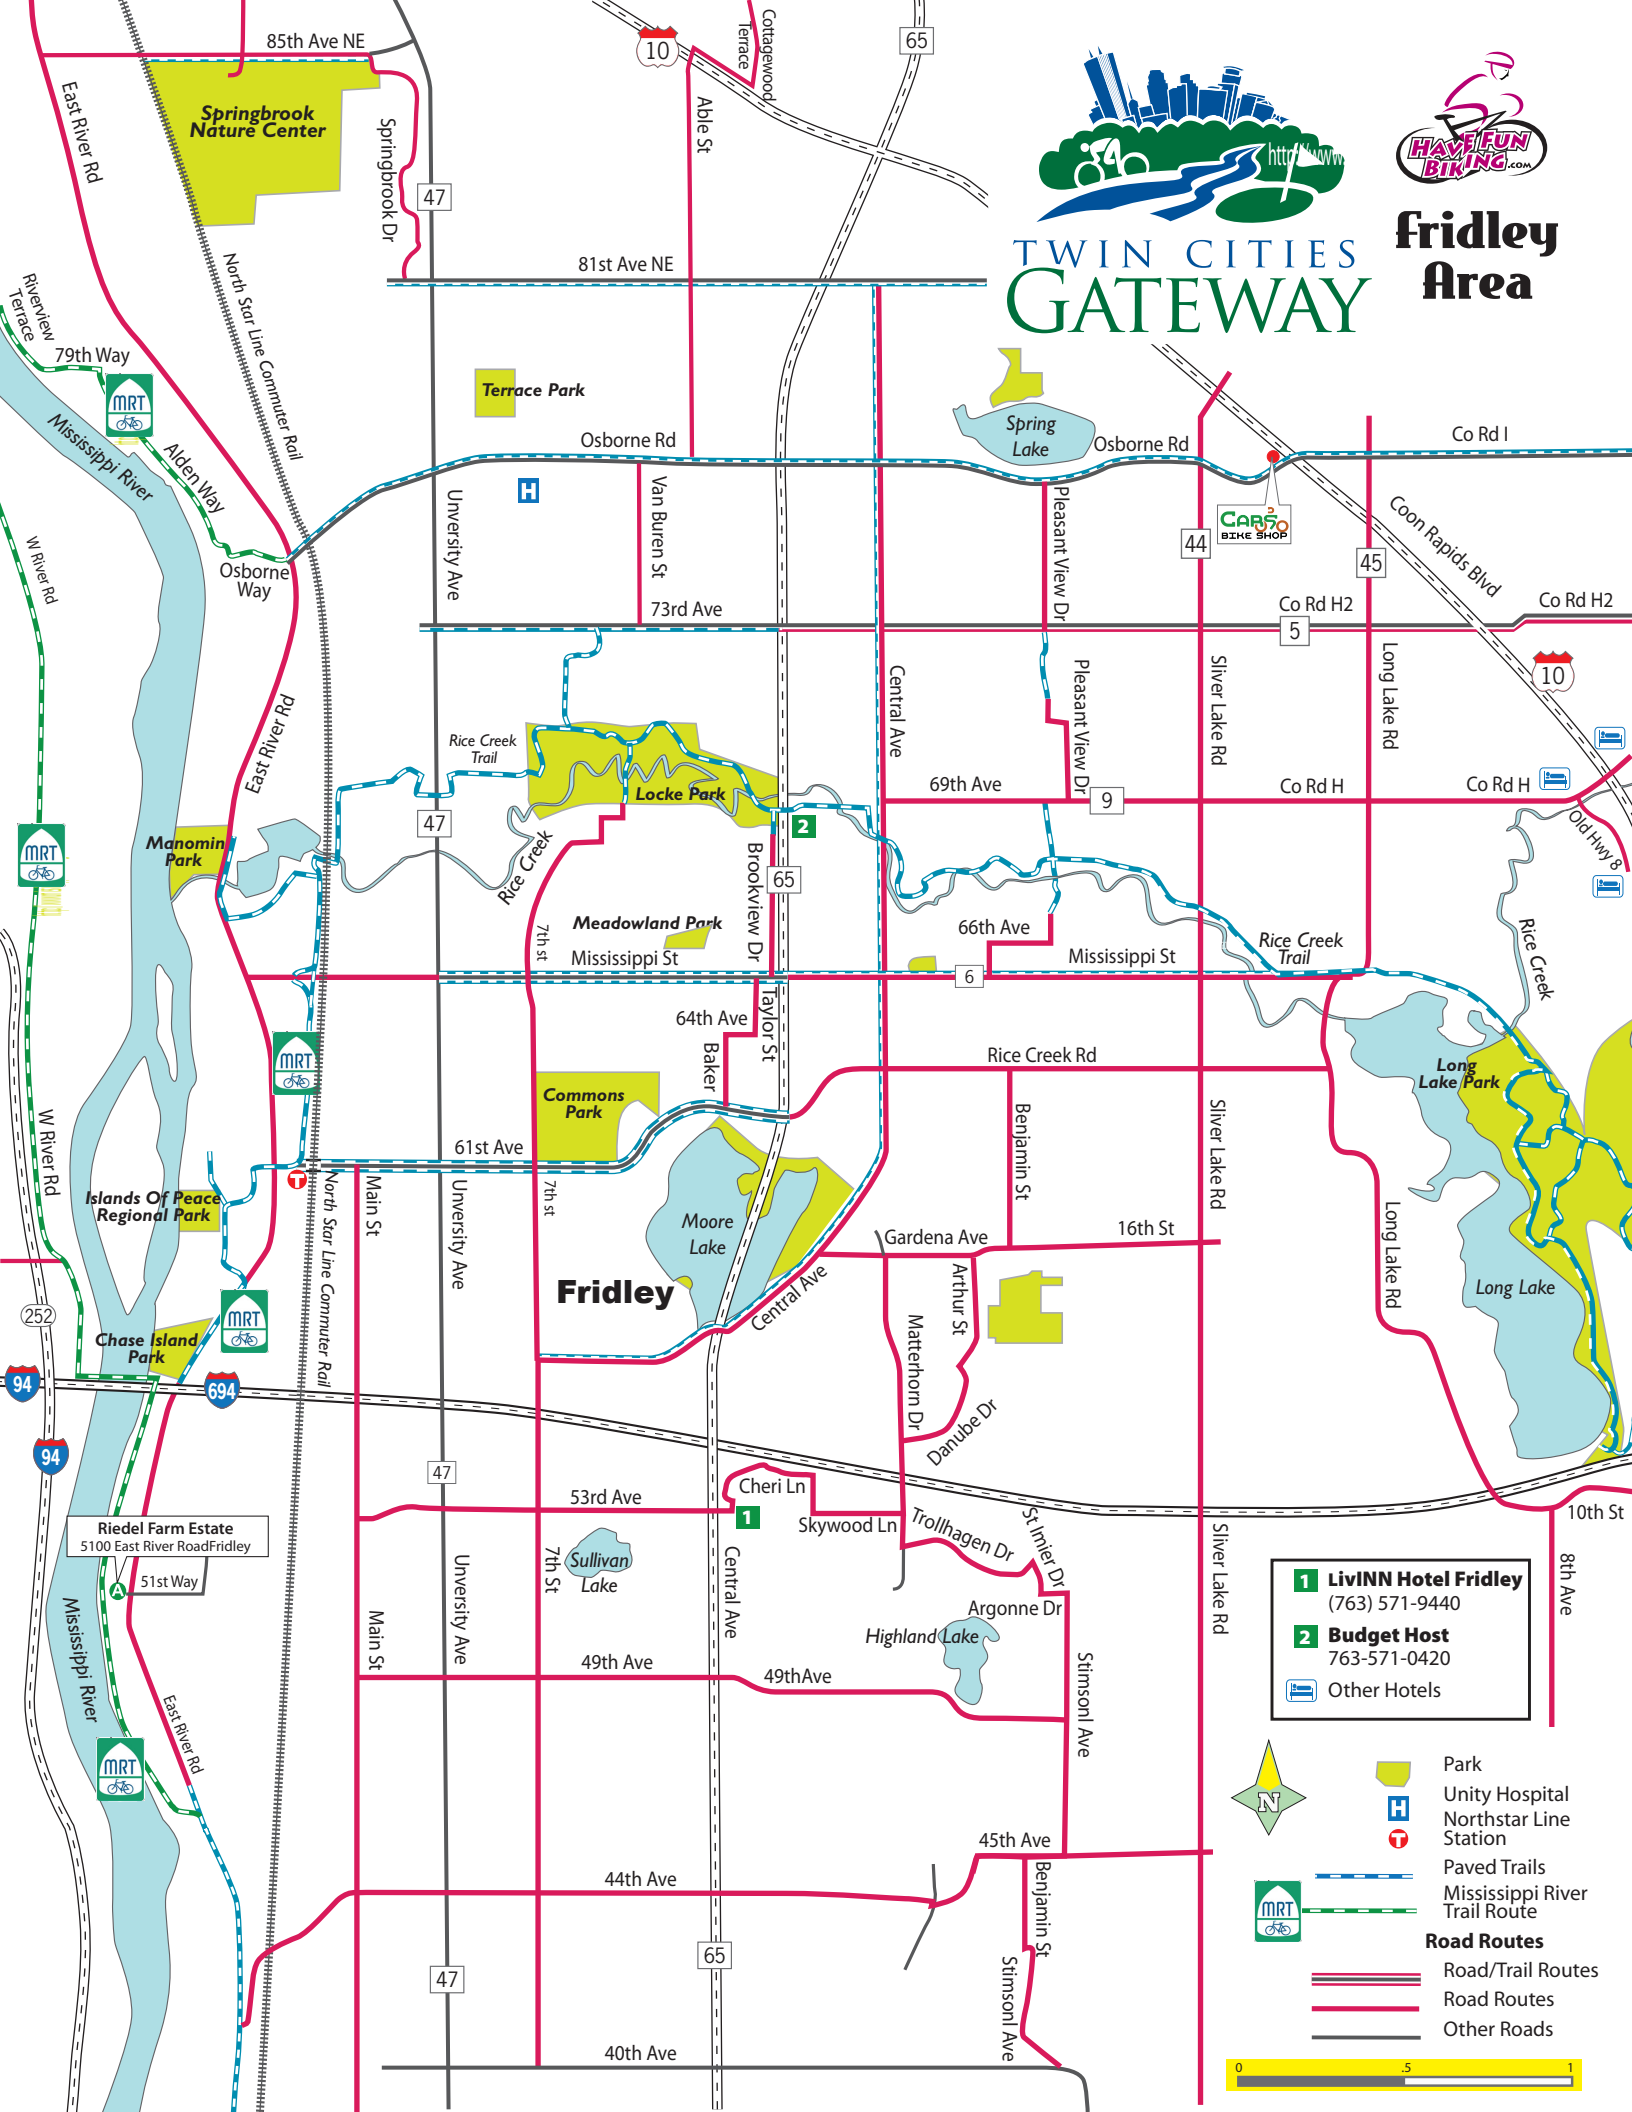 85th Ave NE
Springbrook
Nature Center
East River Rd
Springbrook Dr
47
North Star Line Commuter Rail
10
Cottagewood
Terrace
Able St
65
http://www
TWIN CITIES
GATEWAY
HAVE FUN
BIKING.COM
Fridley
Area
81st Ave NE
Riverview
Terrace
79th Way
MRT
Mississippi River
Alden Way
Terrace Park
Spring
Lake
Osborne Rd
Osborne Rd
Co Rd I
H
Unversity Ave
Van Buren St
Pleasant View Dr
CARS
BIKE SHOP
44
45
Coon Rapids Blvd
W River Rd
Osborne
Way
73rd Ave
Co Rd H2
5
Co Rd H2
10
East River Rd
Rice Creek
Trail
Central Ave
Pleasant View Dr
Sliver Lake Rd
Long Lake Rd
Locke Park
69th Ave
9
Co Rd H
Co Rd H
Old Hwy 8
MRT
Manomin
Park
47
2
Rice Creek
Brookview Dr
65
Meadowland Park
7th st
Mississippi St
66th Ave
6
Mississippi St
Rice Creek
Trail
Rice Creek
64th Ave
Taylor St
Baker
MRT
Rice Creek Rd
Long
Lake Park
Commons
Park
61st Ave
W River Rd
T
Islands Of Peace
Regional Park
North Star Line Commuter Rail
Main St
Unversity Ave
7th st
Moore
Lake
Benjamin St
Sliver Lake Rd
Gardena Ave
16th St
Arthur St
Long Lake Rd
Long Lake
Fridley
Central Ave
252
MRT
Chase Island
Park
Matterhorn Dr
Danube Dr
94
694
94
47
Cheri Ln
53rd Ave
1
Skywood Ln
Trollhagen Dr
St Imier Dr
10th St
Riedel Farm Estate
5100 East River RoadFridley
A
51st Way
Sullivan
Lake
7th St
Central Ave
Unversity Ave
Main St
Argonne Dr
Highland Lake
Sliver Lake Rd
8th Ave
Mississippi River
49th Ave
49thAve
Stimsonl Ave
East River Rd
MRT
1 LivINN Hotel Fridley
(763) 571-9440
2 Budget Host
763-571-0420
Other Hotels
N
Park
H Unity Hospital
Northstar Line
T Station
Paved Trails
MRT Mississippi River
Trail Route
Road Routes
Road/Trail Routes
Road Routes
Other Roads
0 .5 1
45th Ave
44th Ave
Benjamin St
Stimsonl Ave
65
47
40th Ave